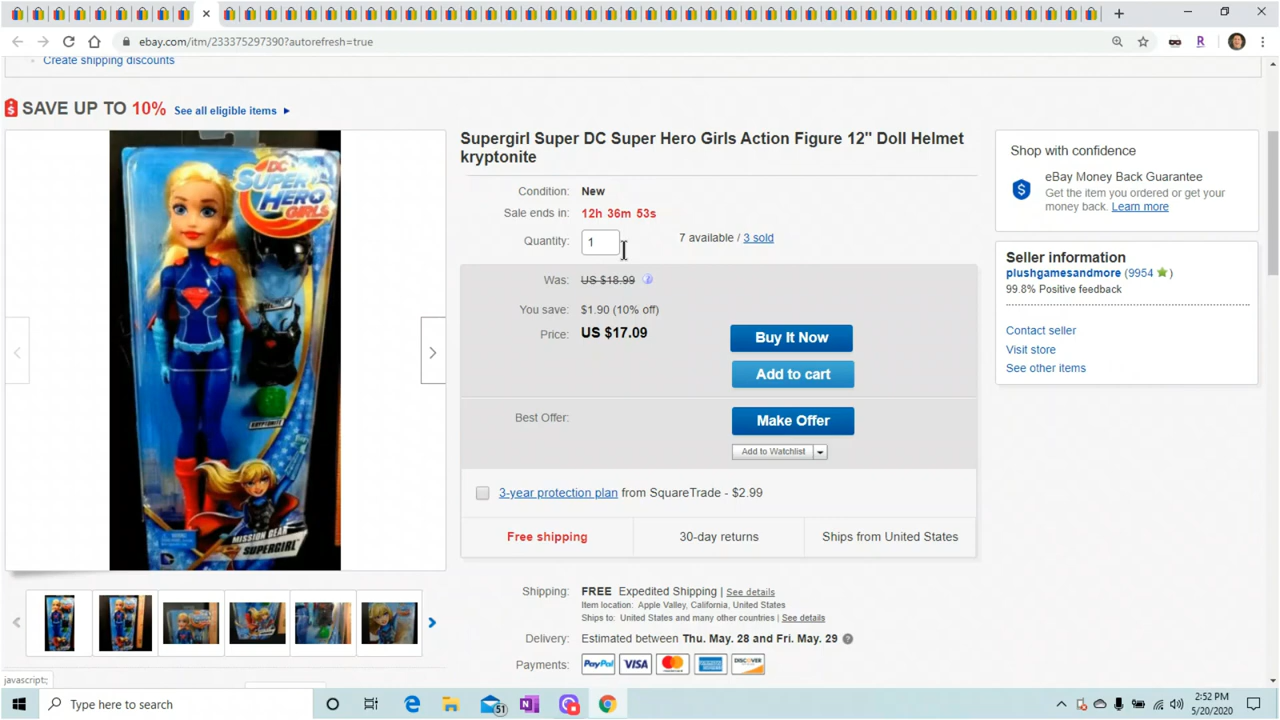 ebay.com/itm/233375297390?autorefresh=true
Create shipping discounts
SAVE UP TO 10% See all eligible items
Supergirl Super DC Super Hero Girls Action Figure 12" Doll Helmet
kryptonite
Condition: New
Sale ends in: 12h 36m 53s
Quantity: 1
7 available / 3 sold
Was: US $18.99
You save: $1.90 (10% off)
Price: US $17.09
Buy It Now
Add to cart
Best Offer:
Make Offer
Add to Watchlist
3-year protection plan from SquareTrade - $2.99
Free shipping
30-day returns
Ships from United States
Shipping: FREE Expedited Shipping | See details
Item location: Apple Valley, California, United States
Ships to: United States and many other countries | See details
Delivery: Estimated between Thu. May. 28 and Fri. May. 29
Payments: PayPal VISA MasterCard DISCOVER
Shop with confidence
eBay Money Back Guarantee
Get the item you ordered or get your
money back. Learn more
Seller information
plushgamesandmore (9954 )
99.8% Positive feedback
Contact seller
Visit store
See other items
DC
SUPER
HERO
GIRLS
KRYPTONITE
MISSION GEAR
SUPERGIRL
javascript:;
Type here to search
51
2:52 PM
5/20/2020